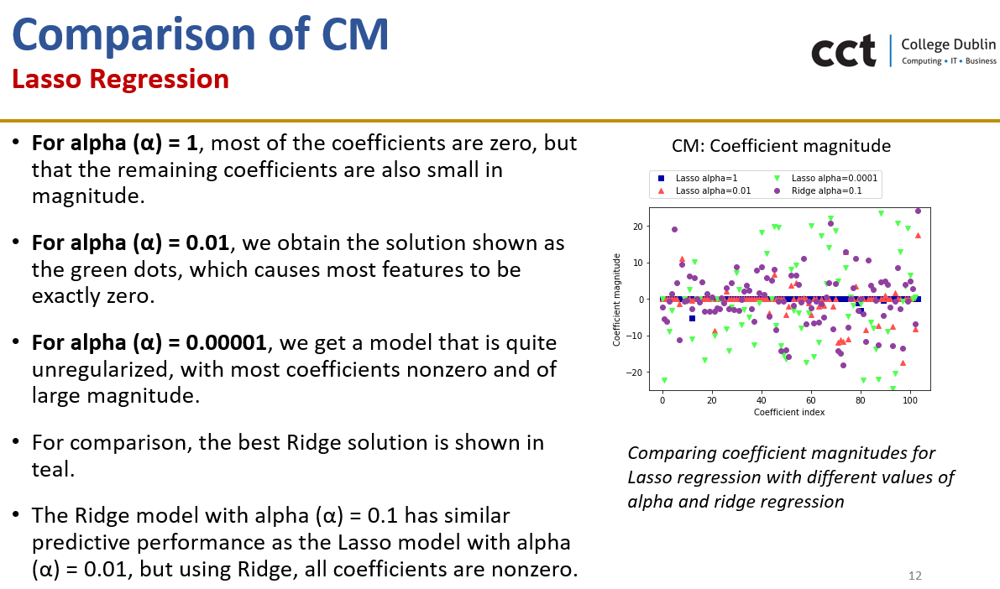 Comparison of CM
Lasso Regression
cct
College Dublin
Computing • IT • Business
• For alpha (α) = 1, most of the coefficients are zero, but
that the remaining coefficients are also small in
magnitude.
• For alpha (α) = 0.01, we obtain the solution shown as
the green dots, which causes most features to be
exactly zero.
• For alpha (α) = 0.00001, we get a model that is quite
unregularized, with most coefficients nonzero and of
large magnitude.
• For comparison, the best Ridge solution is shown in
teal.
• The Ridge model with alpha (α) = 0.1 has similar
predictive performance as the Lasso model with alpha
(α) = 0.01, but using Ridge, all coefficients are nonzero.
CM: Coefficient magnitude
Lasso alpha=1
Lasso alpha=0.01
Lasso alpha=0.0001
Ridge alpha=0.1
Coefficient magnitude
20
10
0
−10
−20
0 20 40 60 80 100
Coefficient index
Comparing coefficient magnitudes for
Lasso regression with different values of
alpha and ridge regression
12